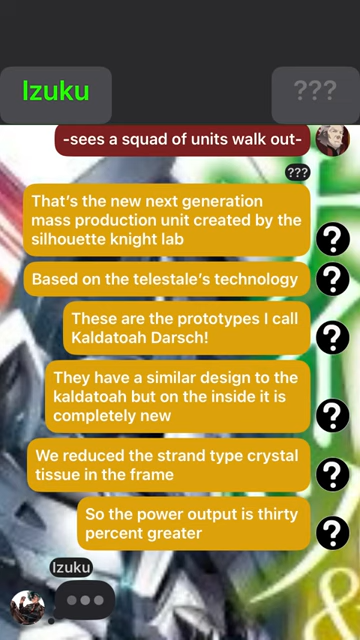 Izuku
???
-sees a squad of units walk out-
???
That's the new next generation
mass production unit created by the
silhouette knight lab
Based on the telestale's technology
These are the prototypes I call
Kaldatoah Darsch!
They have a similar design to the
kaldatoah but on the inside it is
completely new
We reduced the strand type crystal
tissue in the frame
So the power output is thirty
percent greater
Izuku